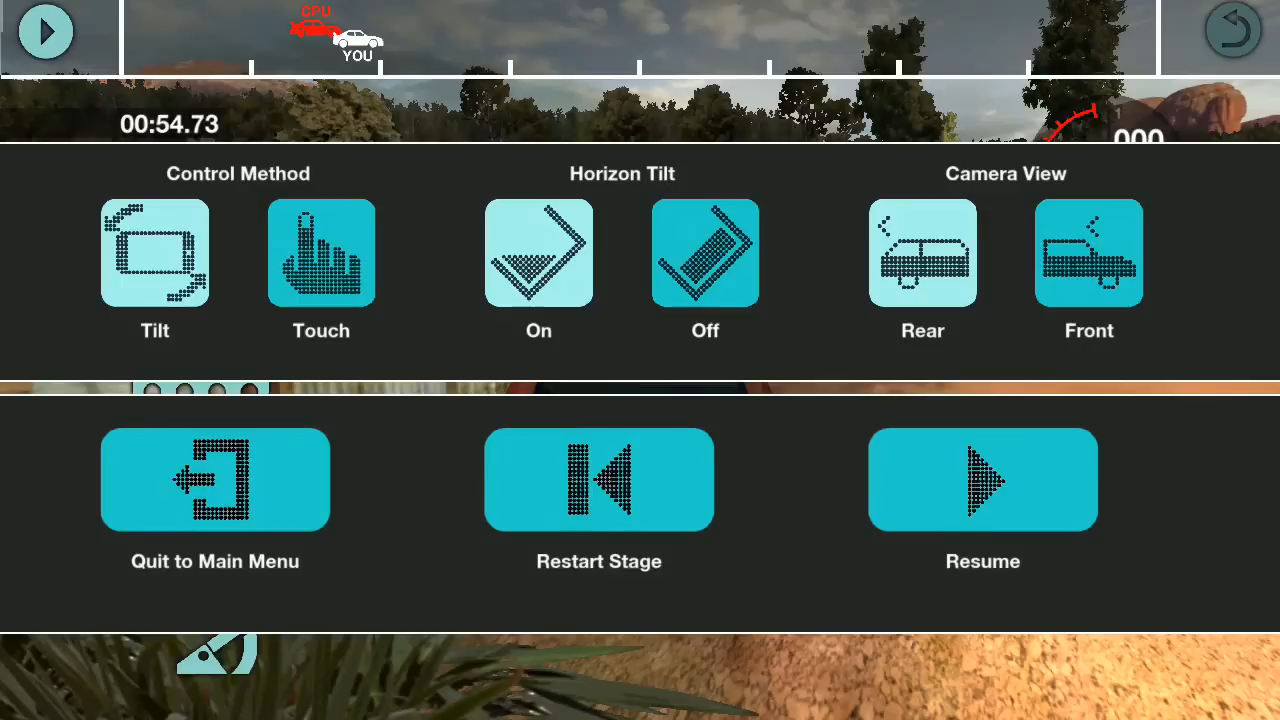 CPU
YOU
00:54.73
000
Control Method
Horizon Tilt
Camera View
Tilt
Touch
On
Off
Rear
Front
Quit to Main Menu
Restart Stage
Resume